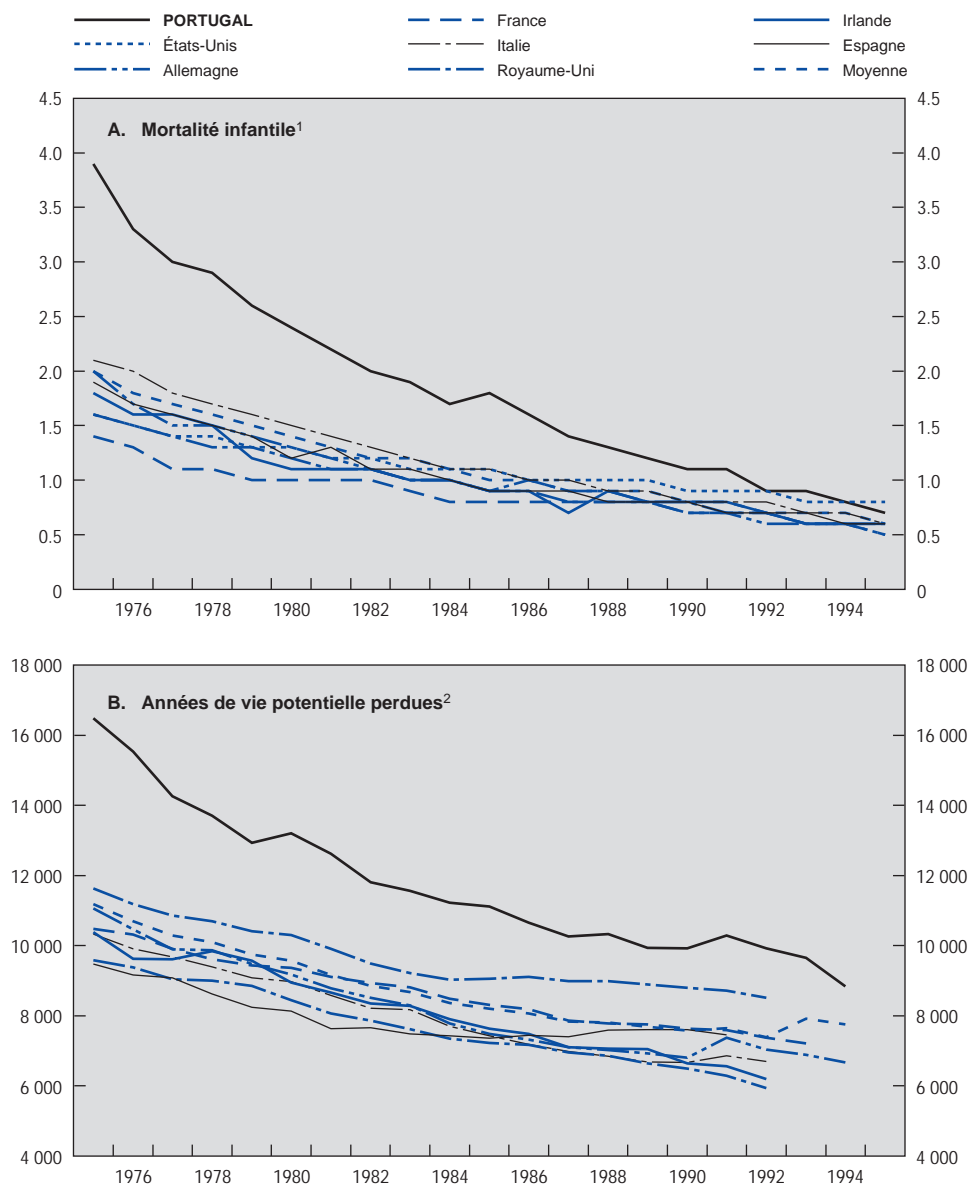 PORTUGAL France Irlande
États-Unis Italie Espagne
Allemagne Royaume-Uni Moyenne
4.5 4.5
A. Mortalité infantile1
4.0 4.0
3.5 3.5
3.0 3.0
2.5 2.5
2.0 2.0
1.5 1.5
1.0 1.0
0.5 0.5
0 0
1976 1978 1980 1982 1984 1986 1988 1990 1992 1994
18 000 18 000
B. Années de vie potentielle perdues2
16 000 16 000
14 000 14 000
12 000 12 000
10 000 10 000
8 000 8 000
6 000 6 000
4 000 4 000
1976 1978 1980 1982 1984 1986 1988 1990 1992 1994